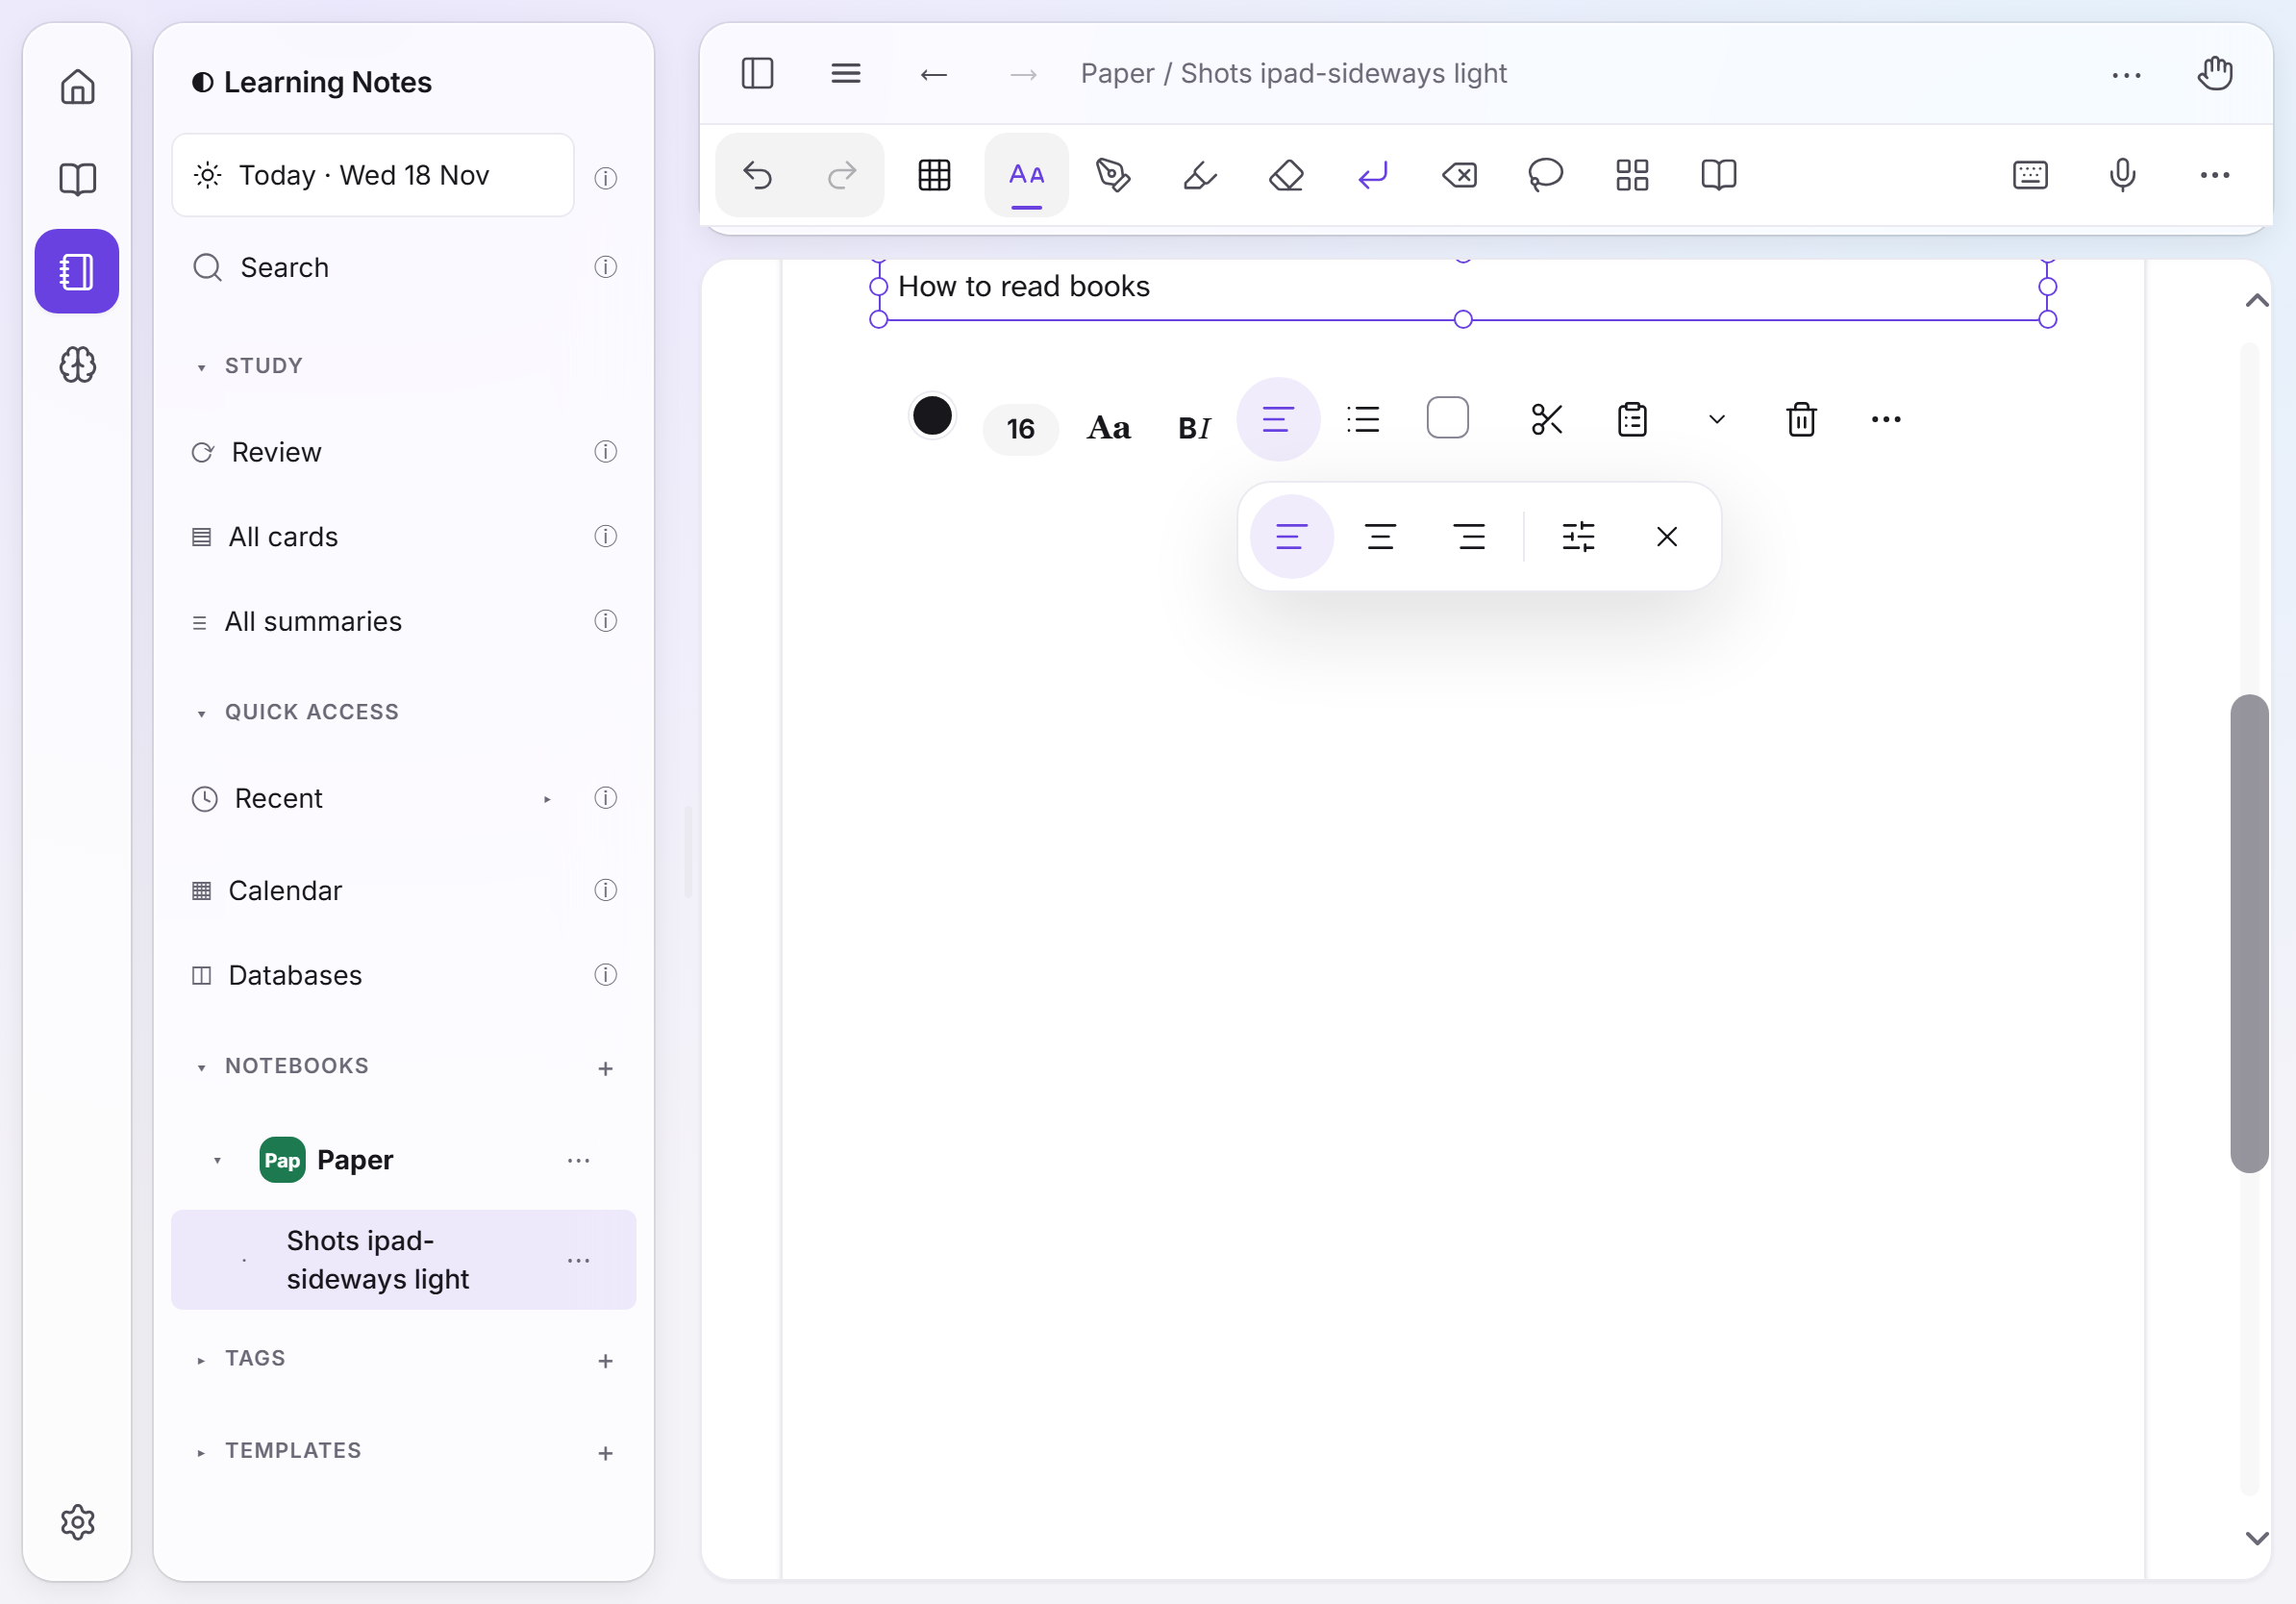 Learning Notes
Today · Wed 18 Nov
Search
STUDY
Review
All cards
All summaries
QUICK ACCESS
Recent
Calendar
Databases
NOTEBOOKS
Pap Paper
Shots ipad-
sideways light
TAGS
TEMPLATES
Paper / Shots ipad-sideways light
AA
How to read books
16 Aa BI